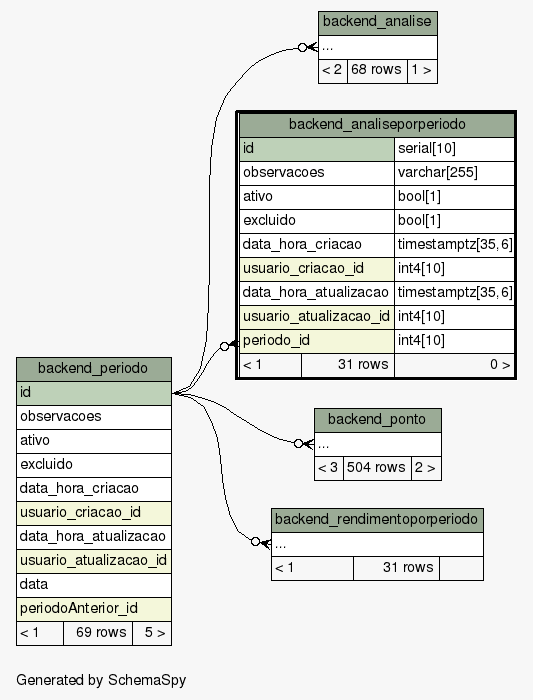 backend_analise
...
< 2 68 rows 1 >
backend_analiseporperiodo
id serial[10]
observacoes varchar[255]
ativo bool[1]
excluido bool[1]
data_hora_criacao timestamptz[35,6]
usuario_criacao_id int4[10]
data_hora_atualizacao timestamptz[35,6]
usuario_atualizacao_id int4[10]
periodo_id int4[10]
< 1 31 rows 0 >
backend_periodo
id
observacoes
ativo
excluido
data_hora_criacao
usuario_criacao_id
data_hora_atualizacao
usuario_atualizacao_id
data
periodoAnterior_id
< 1 69 rows 5 >
backend_ponto
...
< 3 504 rows 2 >
backend_rendimentoporperiodo
...
< 1 31 rows
Generated by SchemaSpy